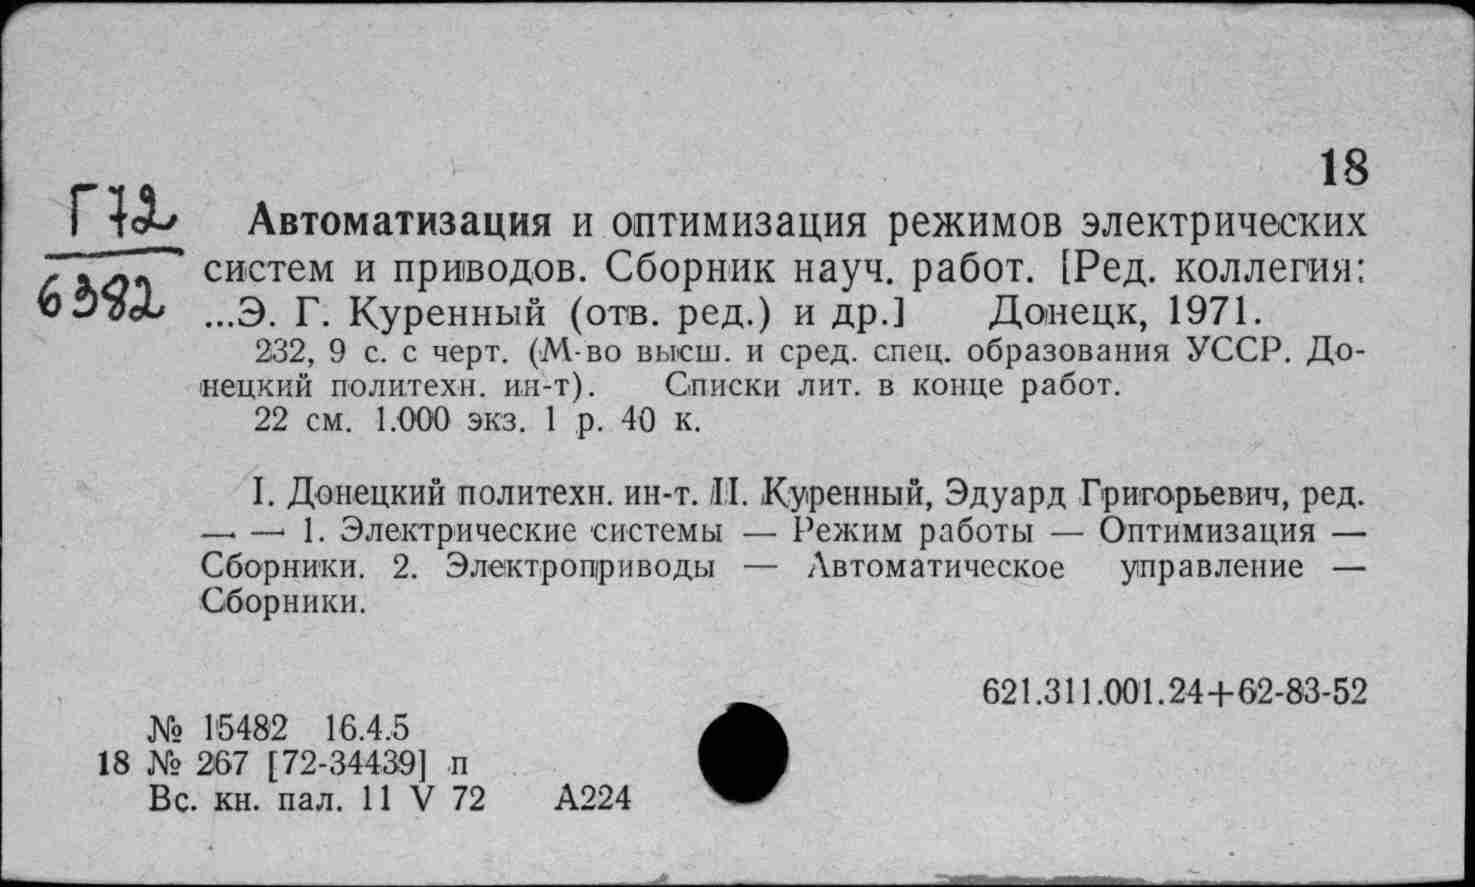 18
Г72
6382
Автоматизация и оптимизация режимов электрических
систем и приводов. Сборник науч. работ. [Ред. коллегия:
...Э. Г. Куренный (отв. ред.) и др.] Донецк, 1971.
232, 9 с. с черт. (М-во высш. и сред. спец. образования УССР. До-
нецкий политехн. ин-т). Списки лит. в конце работ.
22 см. 1.000 экз. 1 р. 40 к.
I. Донецкий политехн. ин-т. II. Куренный, Эдуард Григорьевич, ред.
— — 1. Электрические системы — Режим работы — Оптимизация —
Сборники. 2. Электроприводы — Автоматическое управление —
Сборники.
621.311.001.24+62-83-52
№ 15482 16.4.5
18 № 267 [72-34439] п
Вс. кн. пал. 11 V 72 А224